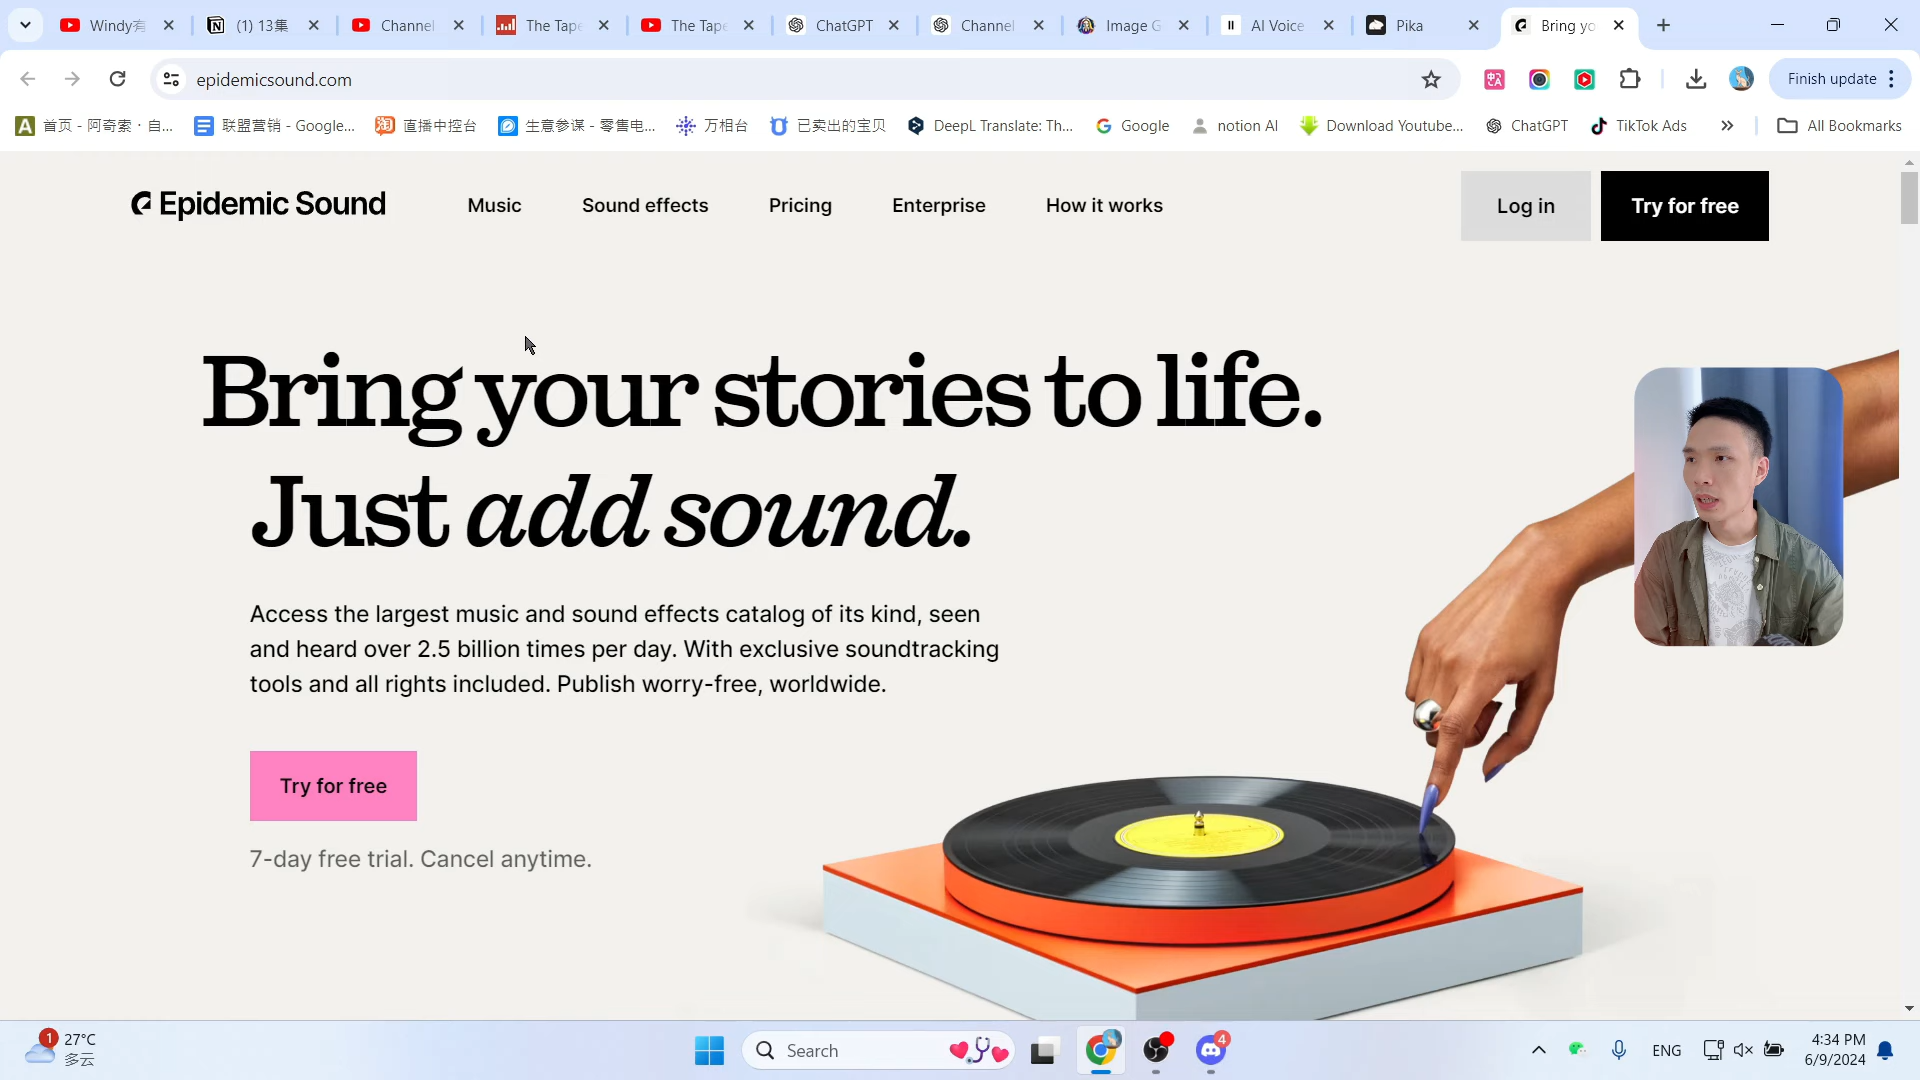 Windy有
(1) 13集
Channel
The Tape
The Tape
ChatGPT
Channel
Image G
AI Voice
Pika
Bring yo
epidemicsound.com
Finish update
首页 - 阿奇索 · 自...
联盟营销 - Google...
直播中控台
生意参谋 - 零售电...
万相台
已卖出的宝贝
DeepL Translate: Th...
Google
notion AI
Download Youtube...
ChatGPT
TikTok Ads
All Bookmarks
Epidemic Sound
Music
Sound effects
Pricing
Enterprise
How it works
Log in
Try for free
Bring your stories to life.
Just add sound.
Access the largest music and sound effects catalog of its kind, seen
and heard over 2.5 billion times per day. With exclusive soundtracking
tools and all rights included. Publish worry-free, worldwide.
Try for free
7-day free trial. Cancel anytime.
1
27°C
多云
Search
4
ENG
4:34 PM
6/9/2024